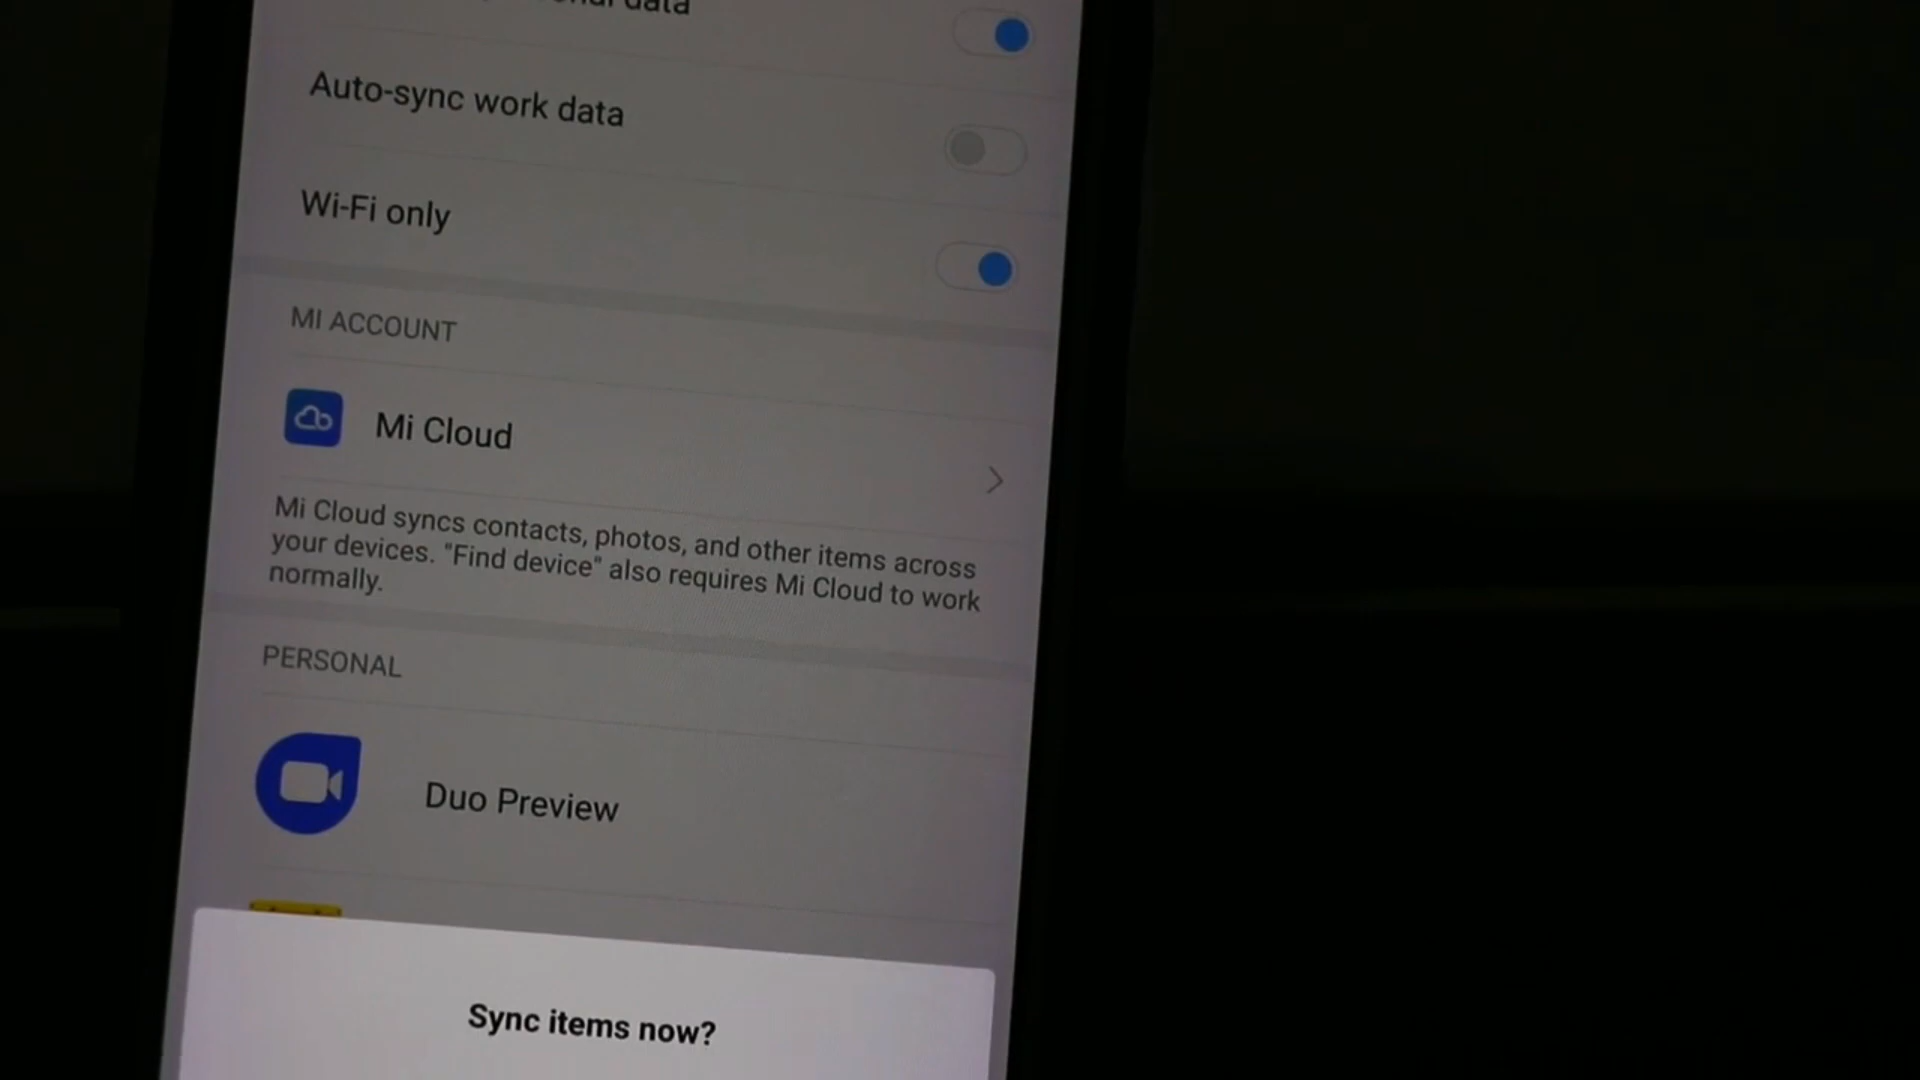 data
Auto-sync work data
Wi-Fi only
MI ACCOUNT
Mi Cloud
Mi Cloud syncs contacts, photos, and other items across
your devices. "Find device" also requires Mi Cloud to work
normally.
PERSONAL
Duo Preview
Sync items now?